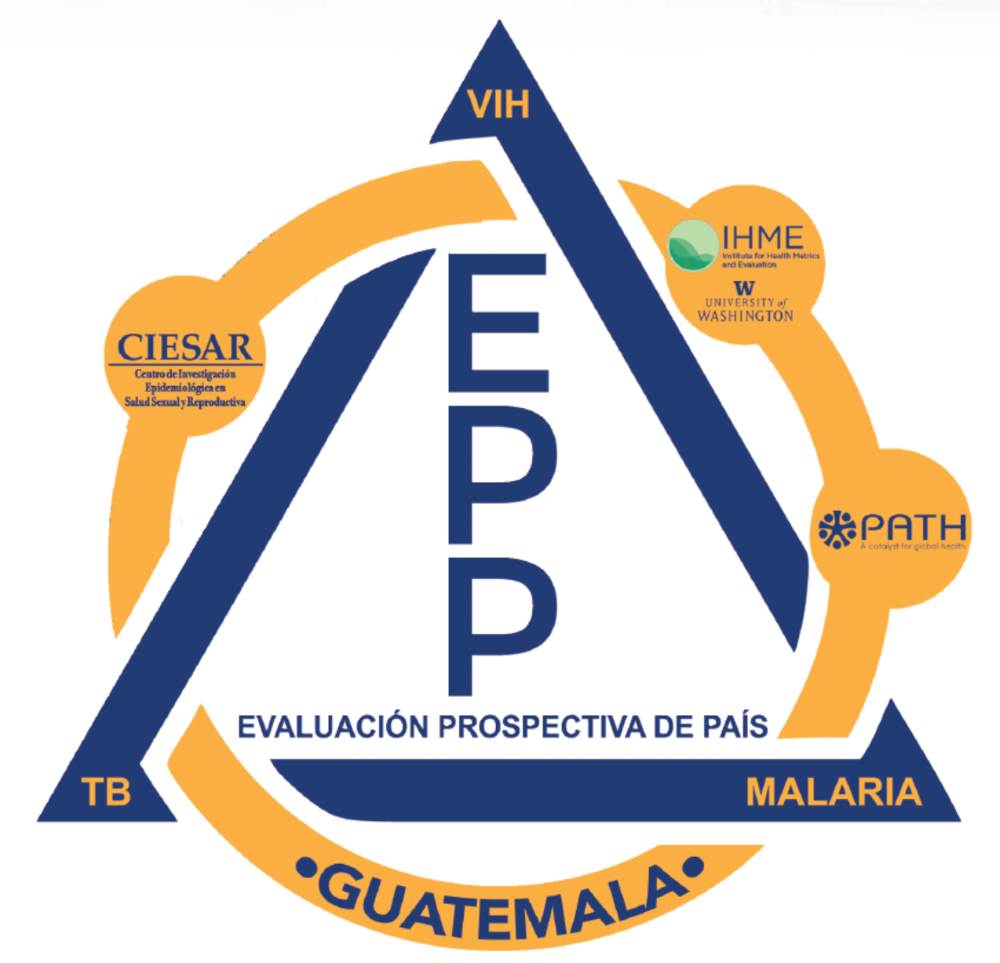 VIH
IHME
Institute for Health Metrics
and Evaluation
W
UNIVERSITY of
WASHINGTON
CIESAR
Centro de Investigación
Epidemiológica en
Salud Sexual y Reproductiva
E
P
P
PATH
A catalyst for global health
EVALUACIÓN PROSPECTIVA DE PAÍS
TB
MALARIA
•GUATEMALA•